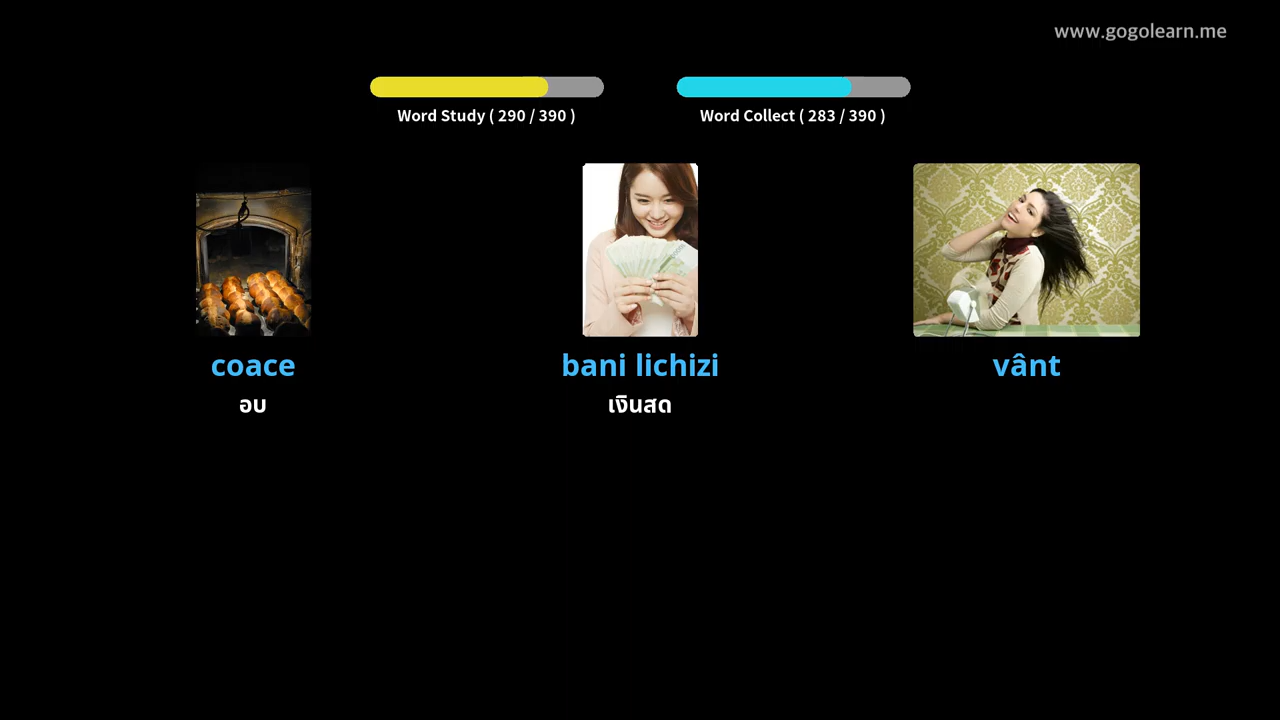 www.gogolearn.me
Word Study ( 290 / 390 )
Word Collect ( 283 / 390 )
coace
bani lichizi
vânt
อบ
เงินสด